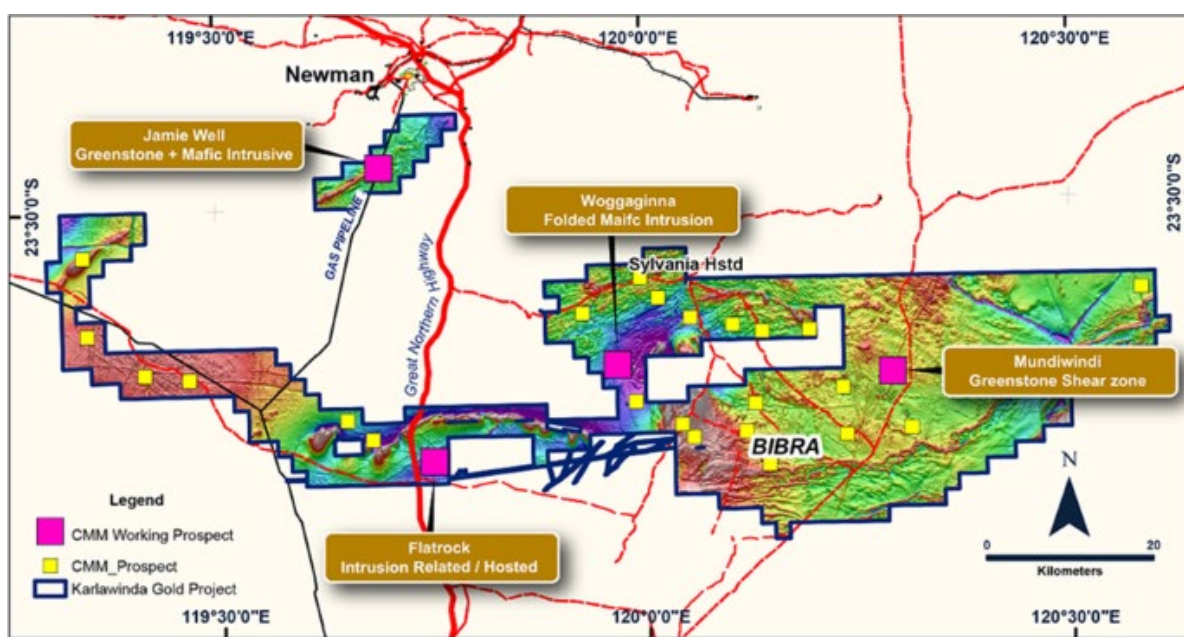 119°30'0"E
120°0'0"E
120°30'0"E
Newman
Jamie Well
Greenstone + Mafic Intrusive
23°30'0"S
23°30'0"S
Woggaginna
Folded Maifc Intrusion
GAS PIPELINE
Great Northern Highway
Sylvania Hstd
Mundiwindi
Greenstone Shear zone
BIBRA
N
Legend
CMM Working Prospect
CMM_Prospect
Karlawinda Gold Project
Flatrock
Intrusion Related / Hosted
0
20
Kilometers
119°30'0"E
120°0'0"E
120°30'0"E